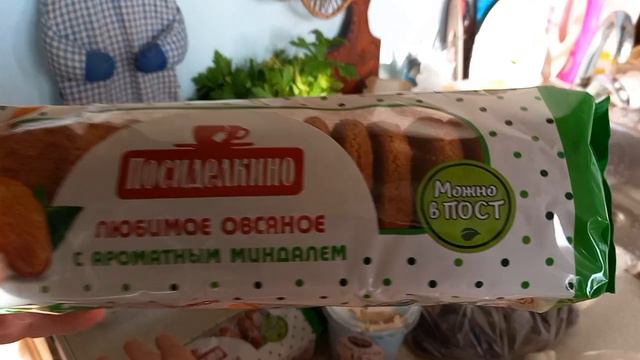 Посиделкино
ЛЮБИМОЕ ОВСЯНОЕ
С АРОМАТНЫМ МИНДАЛЕМ
Можно
в ПОСТ